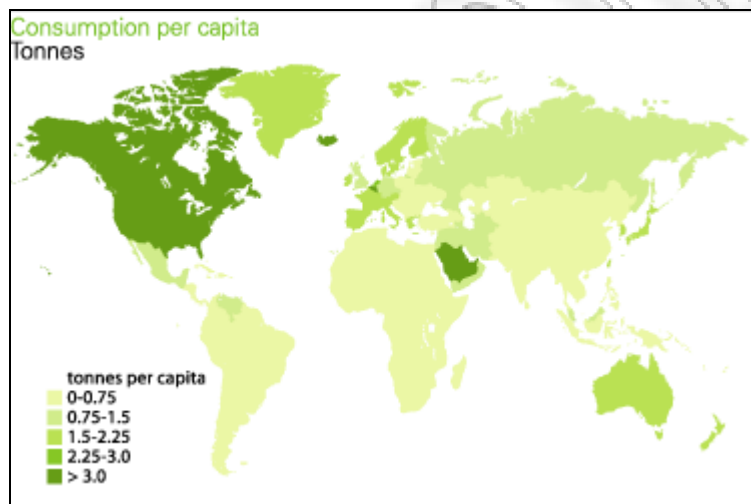 Consumption per capita
Tonnes
tonnes per capita
0-0.75
0.75-1.5
1.5-2.25
2.25-3.0
> 3.0